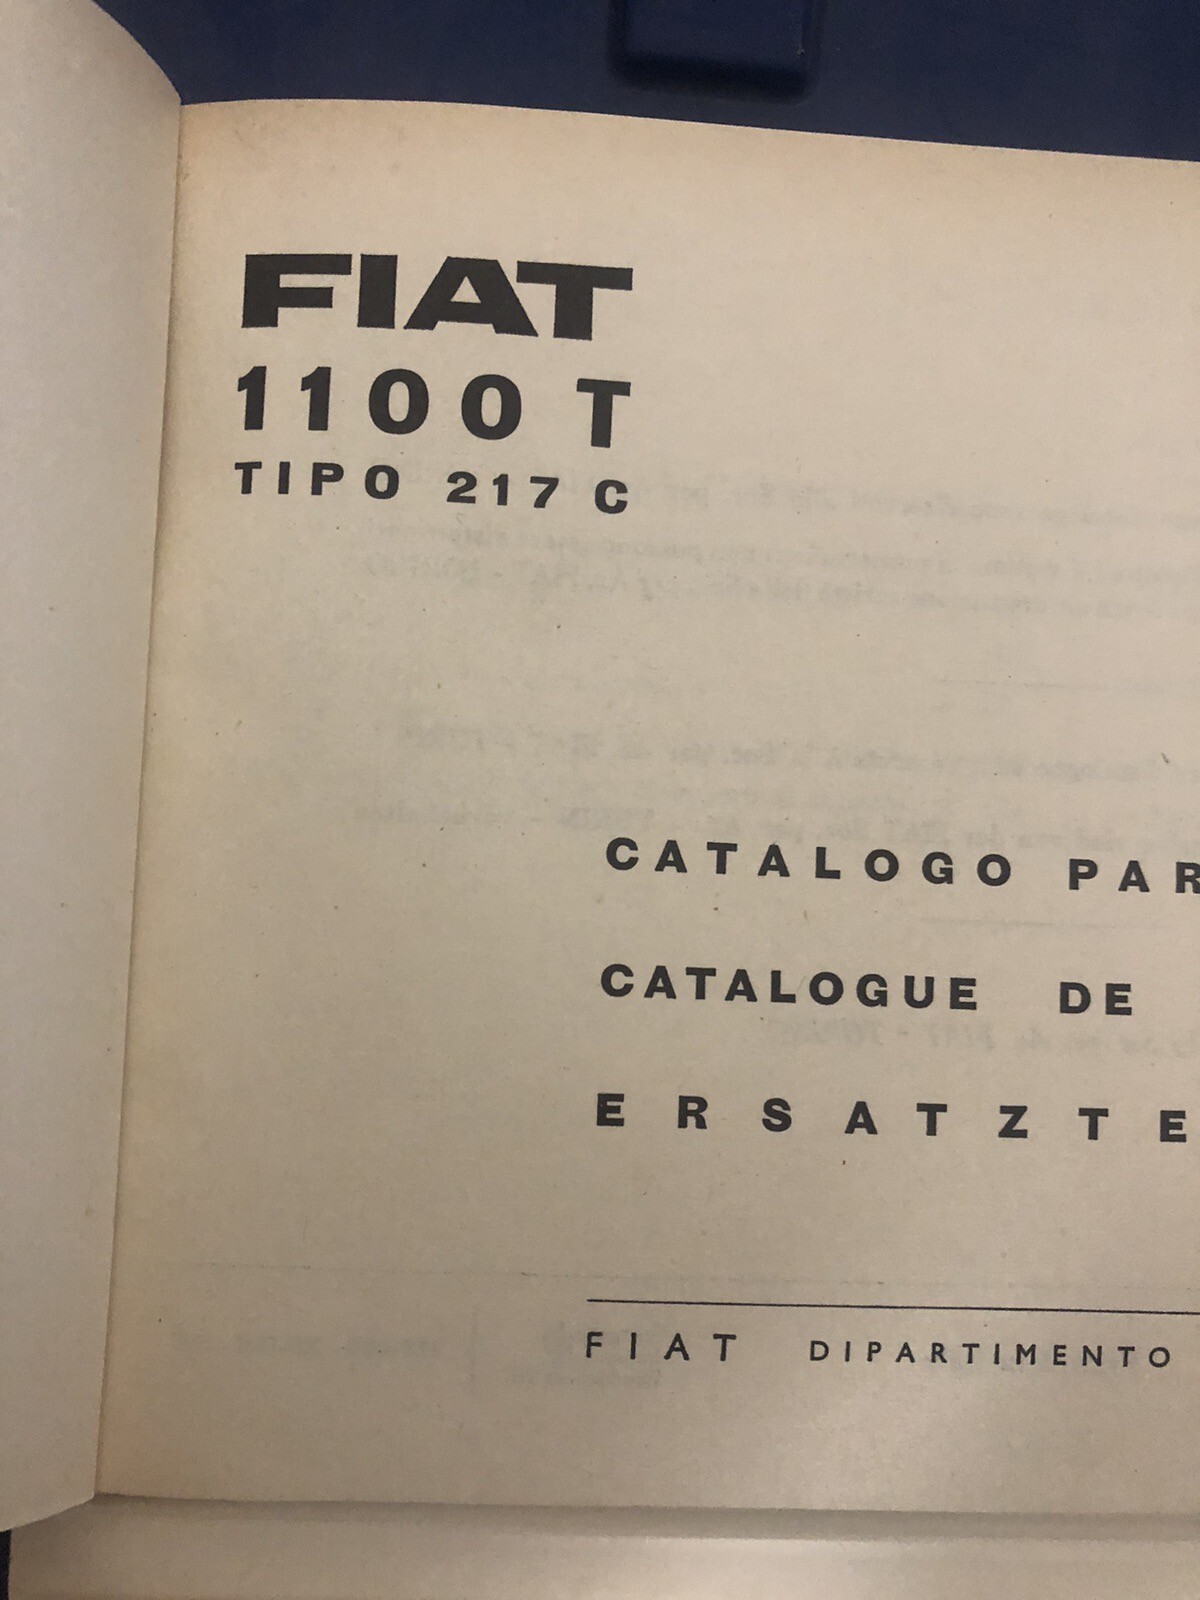 FIAT
1100 T
TIPO 217 C
CATALOGO PAR
CATALOGUE DE
ERSATZTE
FIAT DIPARTIMENTO